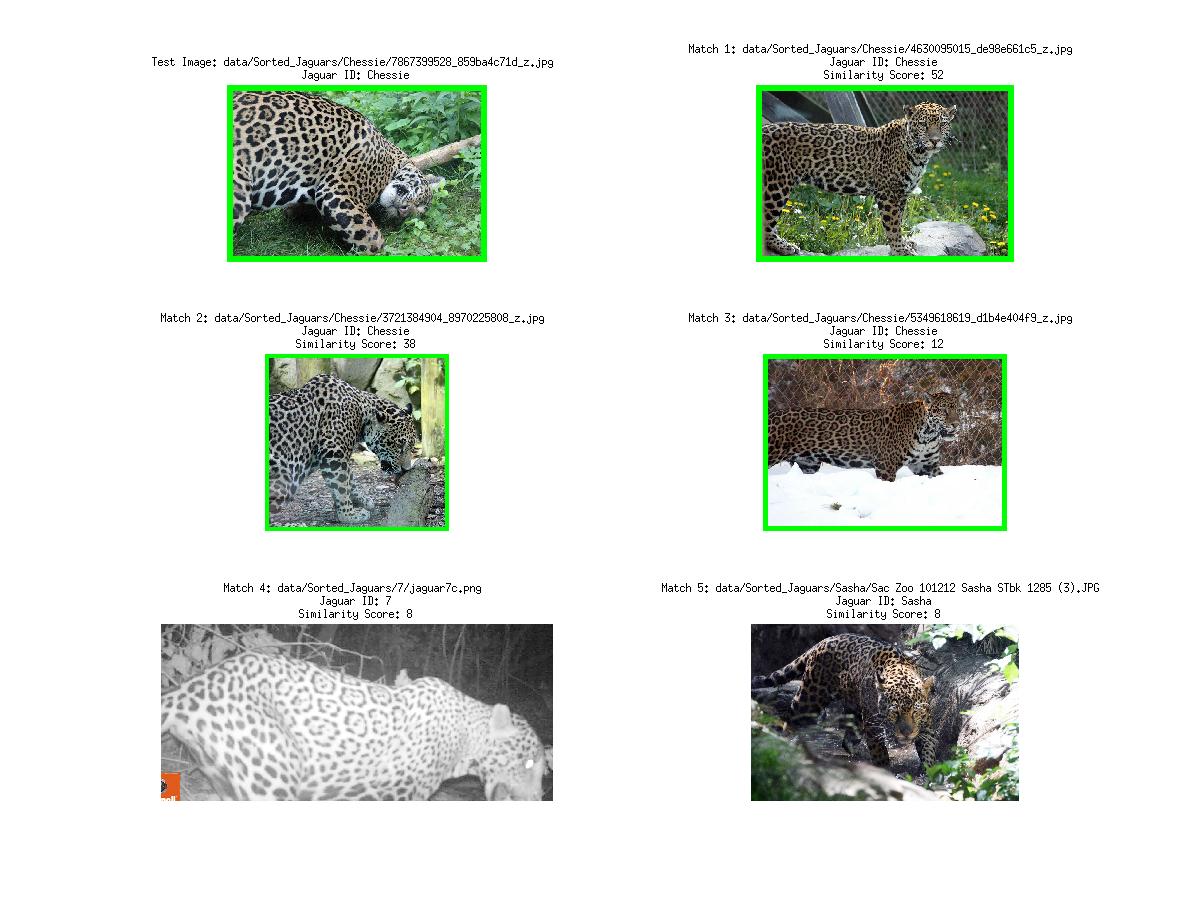 Test Image: data/Sorted_Jaguars/Chessie/7867399528_859ba4c71d_z.jpg
Jaguar ID: Chessie
Match 1: data/Sorted_Jaguars/Chessie/4630095015_de98e661c5_z.jpg
Jaguar ID: Chessie
Similarity Score: 52
Match 2: data/Sorted_Jaguars/Chessie/3721384904_8970225808_z.jpg
Jaguar ID: Chessie
Similarity Score: 38
Match 3: data/Sorted_Jaguars/Chessie/5349618619_d1b4e404f9_z.jpg
Jaguar ID: Chessie
Similarity Score: 12
Match 4: data/Sorted_Jaguars/7/jaguar7c.png
Jaguar ID: 7
Similarity Score: 8
Match 5: data/Sorted_Jaguars/Sasha/Sac Zoo 101212 Sasha STbk 1285 (3).JPG
Jaguar ID: Sasha
Similarity Score: 8